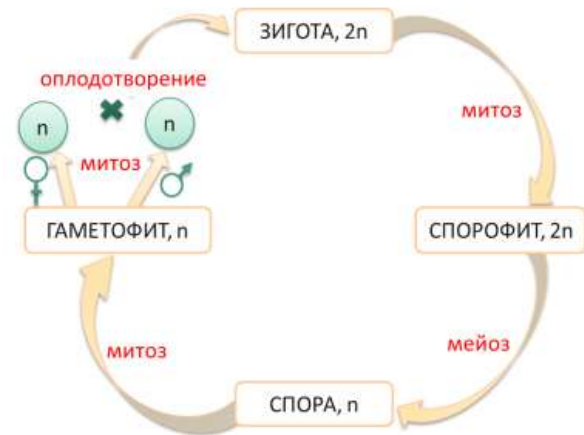 ЗИГОТА, 2n
оплодотворение
митоз
n
n
митоз
ГАМЕТОФИТ, n
СПОРОФИТ, 2n
митоз
мейоз
СПОРА, n